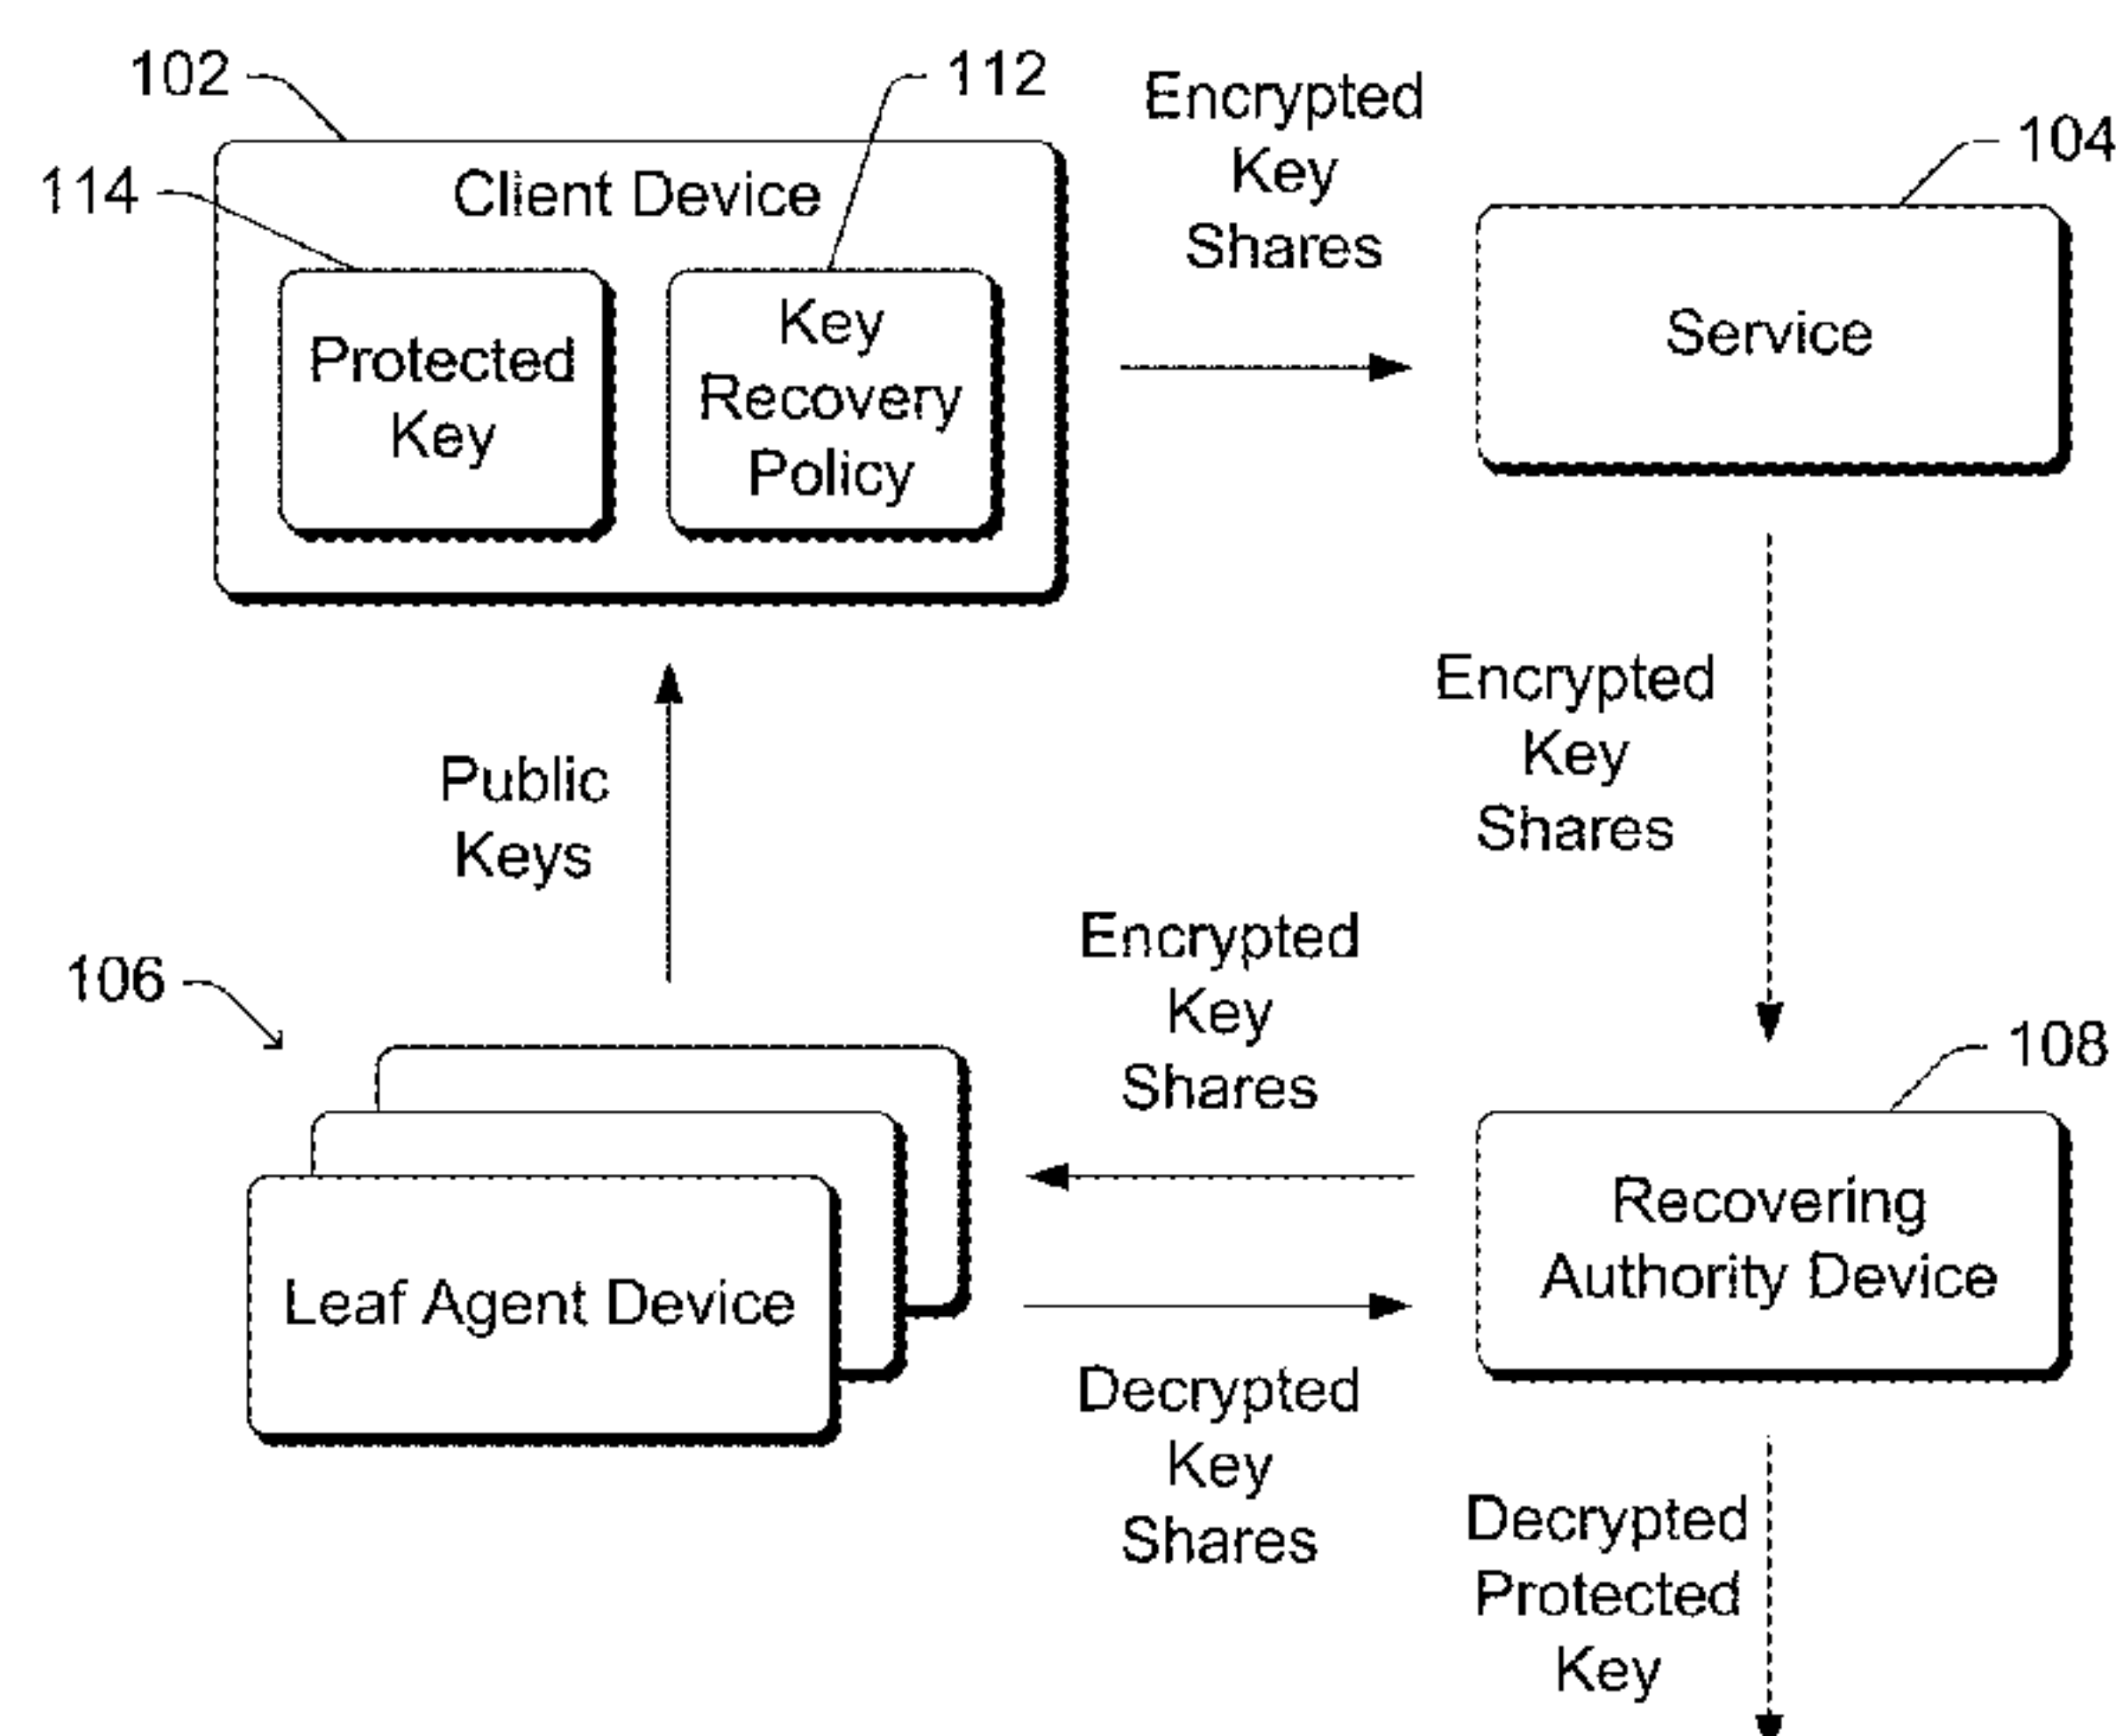 102
112
Encrypted
Key
Shares
104
114
Client Device
Protected
Key
Key
Recovery
Policy
Service
Public
Keys
Encrypted
Key
Shares
106
Encrypted
Key
Shares
108
Leaf Agent Device
Recovering
Authority Device
Decrypted
Key
Shares
Decrypted
Protected
Key